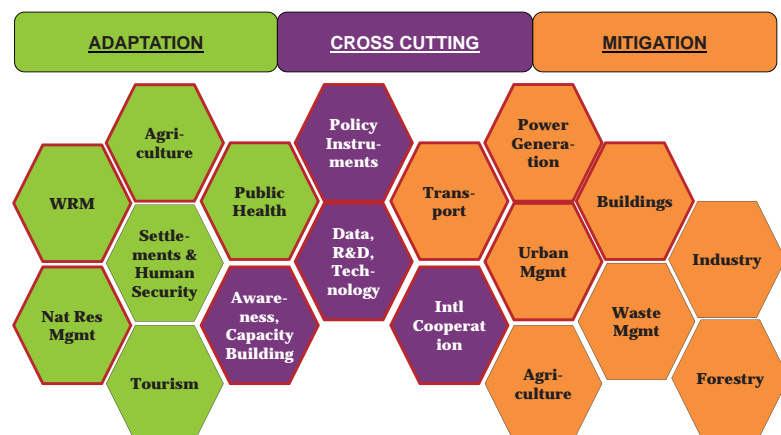 ADAPTATION
CROSS CUTTING
MITIGATION
Agri-
culture
WRM
Public
Health
Settle-
ments &
Human
Security
Nat Res
Mgmt
Tourism
Policy
Instru-
ments
Data,
R&D,
Tech-
nology
Aware-
ness,
Capacity
Building
Intl
Cooperat
ion
Trans-
port
Power
Genera-
tion
Buildings
Urban
Mgmt
Industry
Waste
Mgmt
Agri-
culture
Forestry